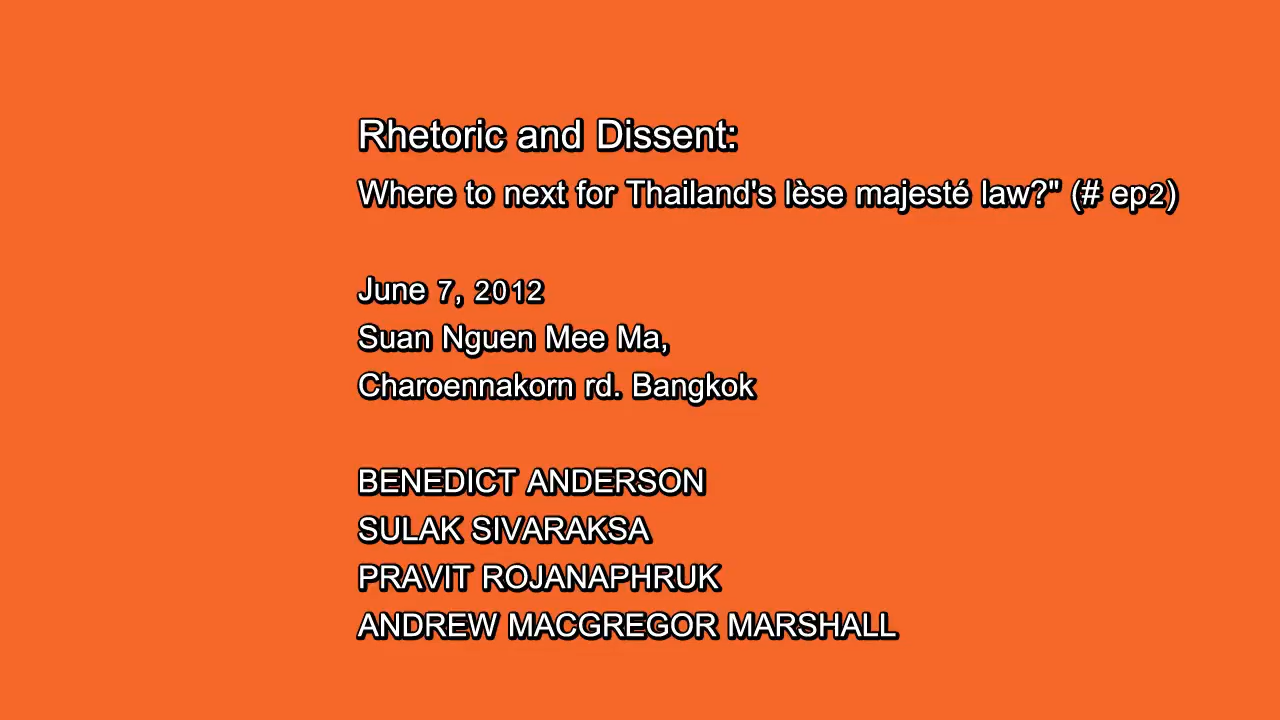 Rhetoric and Dissent:
Where to next for Thailand's lèse majesté law?" (# ep2)
June 7, 2012
Suan Nguen Mee Ma,
Charoennakorn rd. Bangkok
BENEDICT ANDERSON
SULAK SIVARAKSA
PRAVIT ROJANAPHRUK
ANDREW MACGREGOR MARSHALL